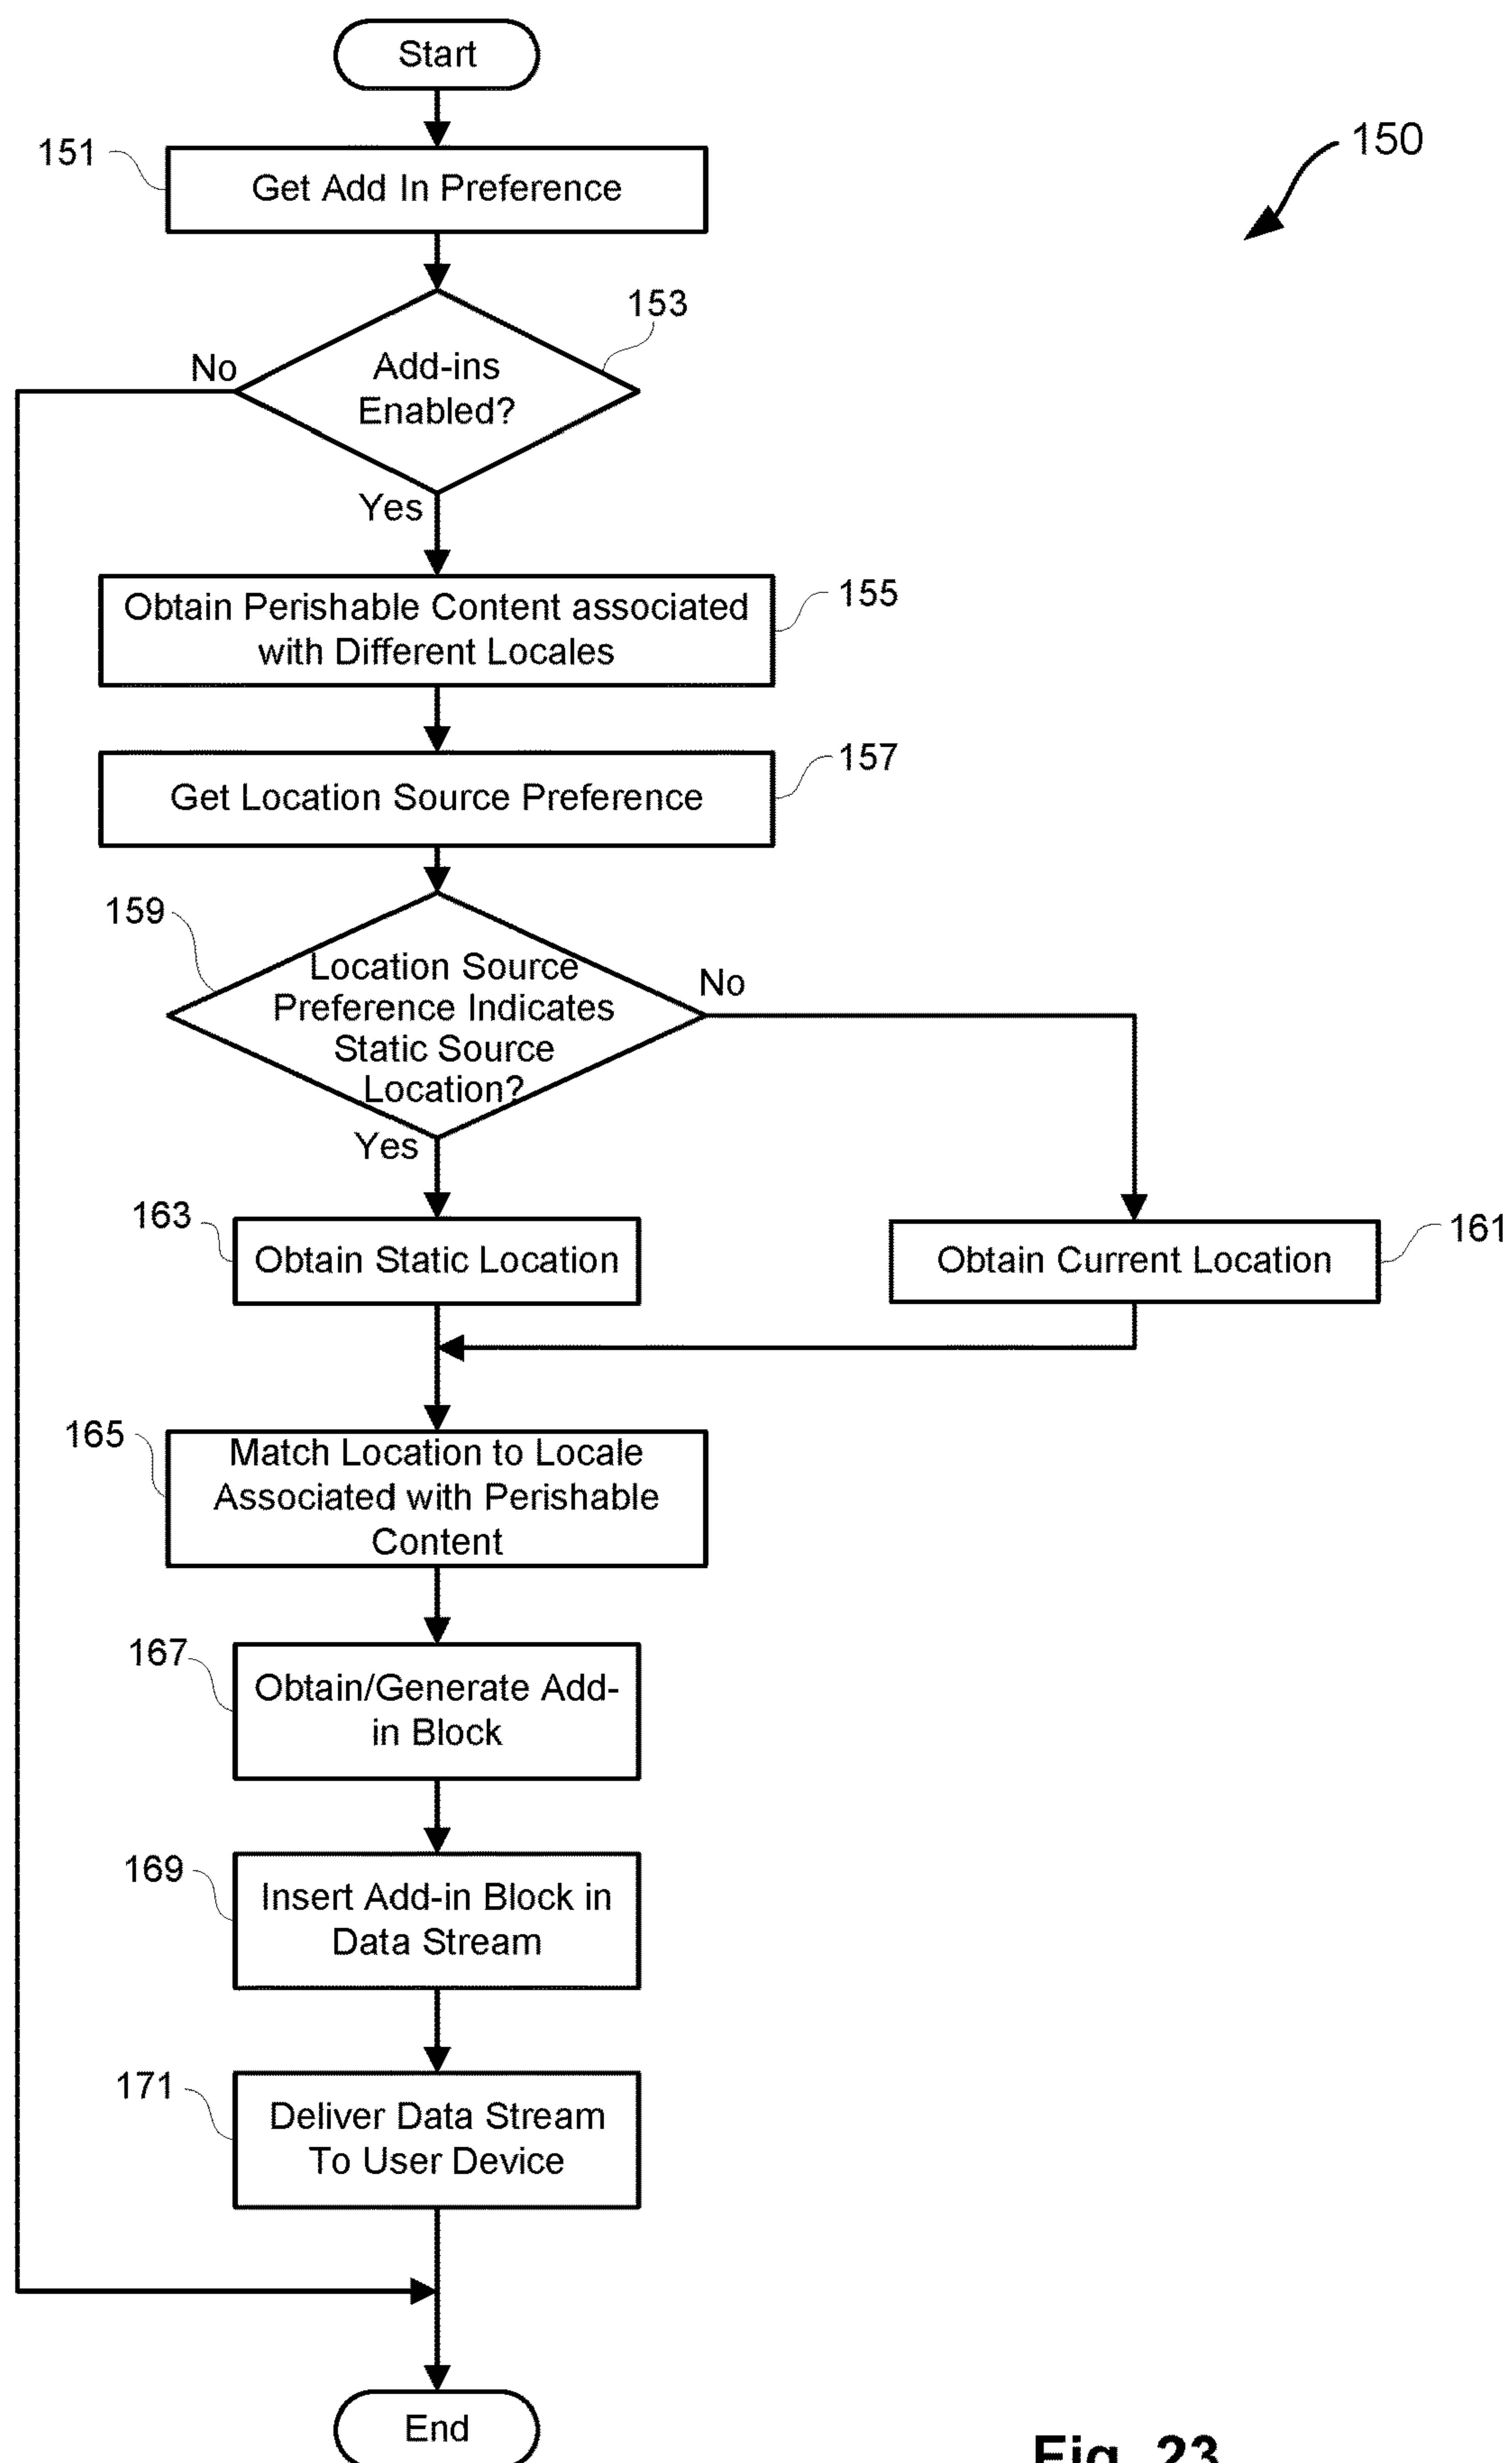 Start
150
151
Get Add In Preference
153
No
Add-ins
Enabled?
Yes
Obtain Perishable Content associated
with Different Locales
155
157
Get Location Source Preference
159
Location Source
Preference Indicates
Static Source
Location?
No
Yes
163
Obtain Static Location
Obtain Current Location
161
165
Match Location to Locale
Associated with Perishable
Content
167
Obtain/Generate Add-
in Block
169
Insert Add-in Block in
Data Stream
171
Deliver Data Stream
To User Device
End
Fig. 23